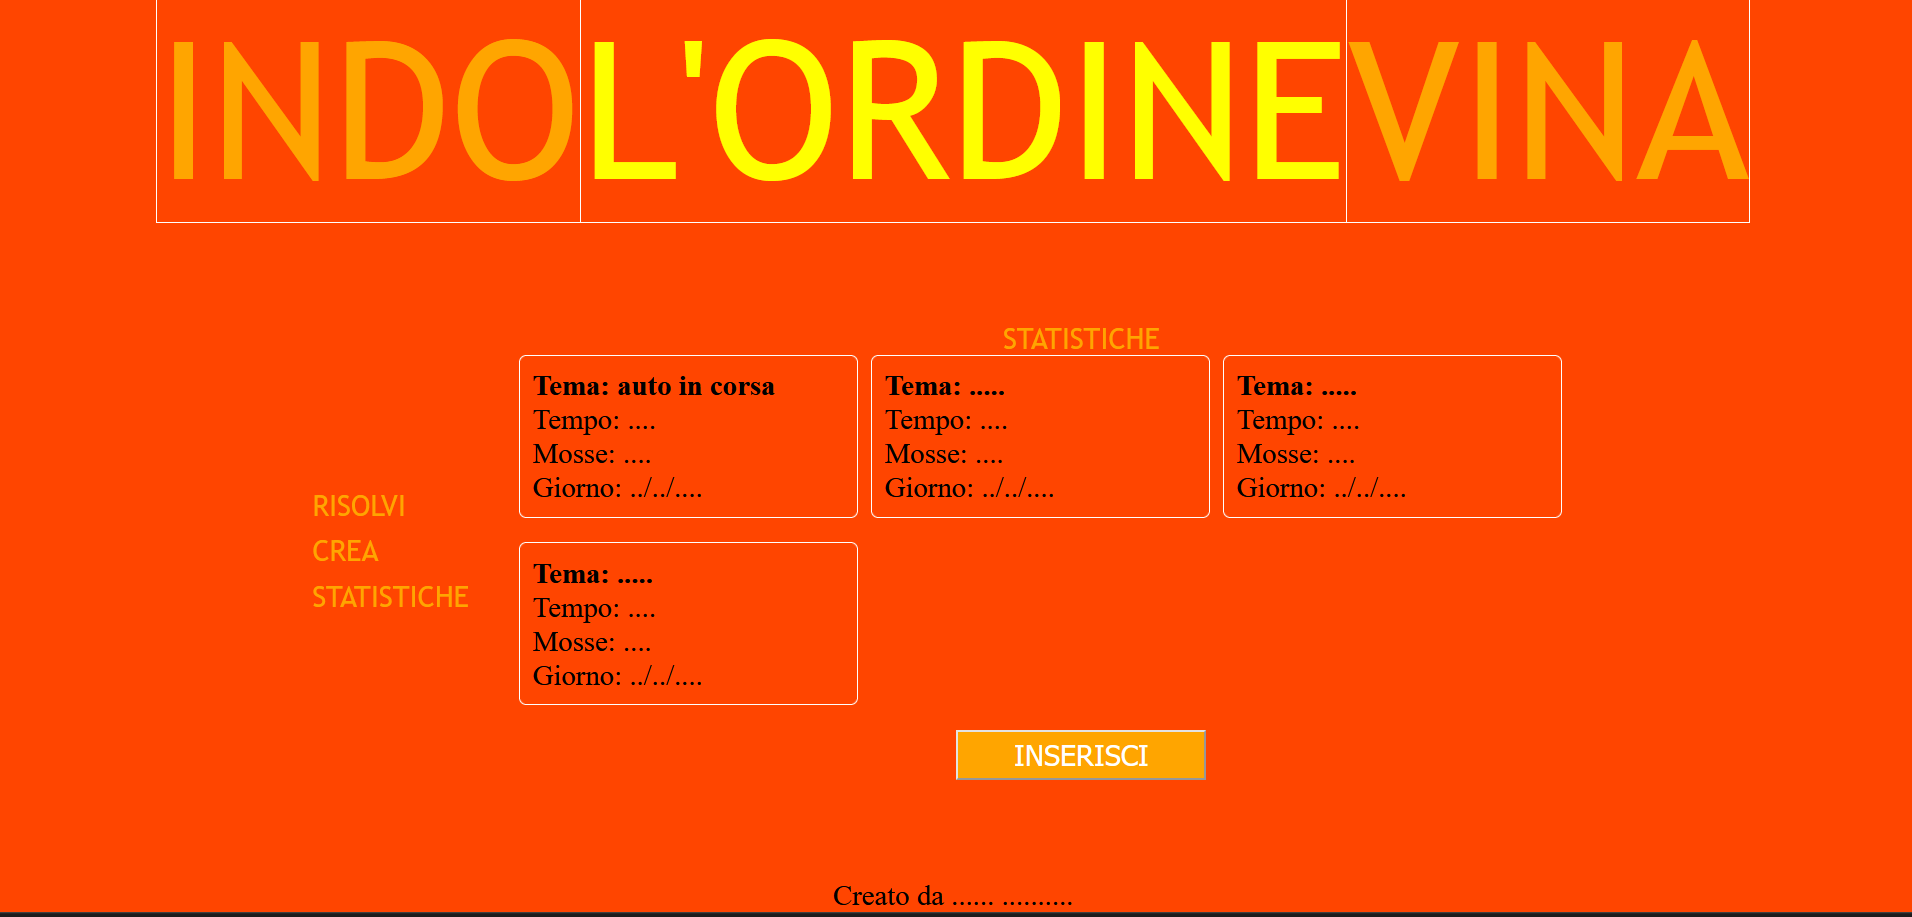 INDOL'ORDINEVINA
STATISTICHE
Tema: auto in corsa
Tempo: ....
Mosse: ....
Giorno: ../../....
Tema: .....
Tempo: ....
Mosse: ....
Giorno: ../../....
Tema: .....
Tempo: ....
Mosse: ....
Giorno: ../../....
RISOLVI
CREA
STATISTICHE
Tema: .....
Tempo: ....
Mosse: ....
Giorno: ../../....
INSERISCI
Creato da ...... ..........